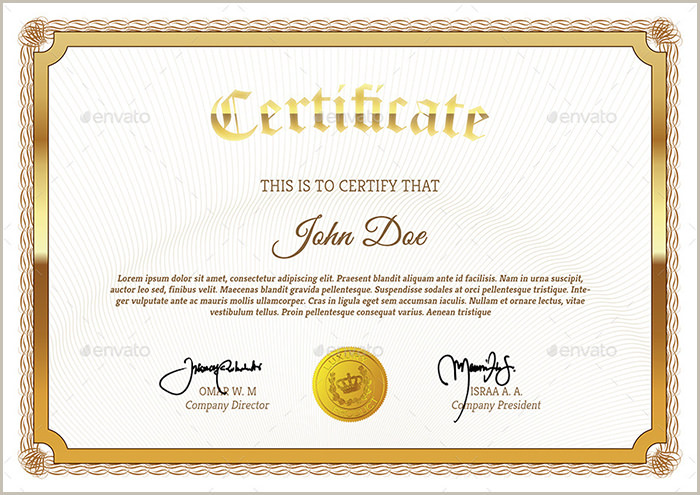 Certificate
THIS IS TO CERTIFY THAT
John Doe
Lorem ipsum dolor sit amet, consectetur adipiscing elit. Praesent blandit aliquam ante id facilisis. Nam in urna suscipit,
auctor leo sed, finibus velit. Maecenas blandit gravida pellentesque. Suspendisse sodales at orci pellentesque tristique. Inte-
ger vulputate ante ac mauris mollis ullamcorper. Cras in ligula eget sem accumsan iaculis. Nullam et ornare lectus, vitae
vestibulum tellus. Proin pellentesque consequat varius. Aenean tristique
OMAR W. M
Company Director
ISRAA A. A.
Company President
LUXURY
envato
envato
envato
envato
envato
envato
envato
envato
envato